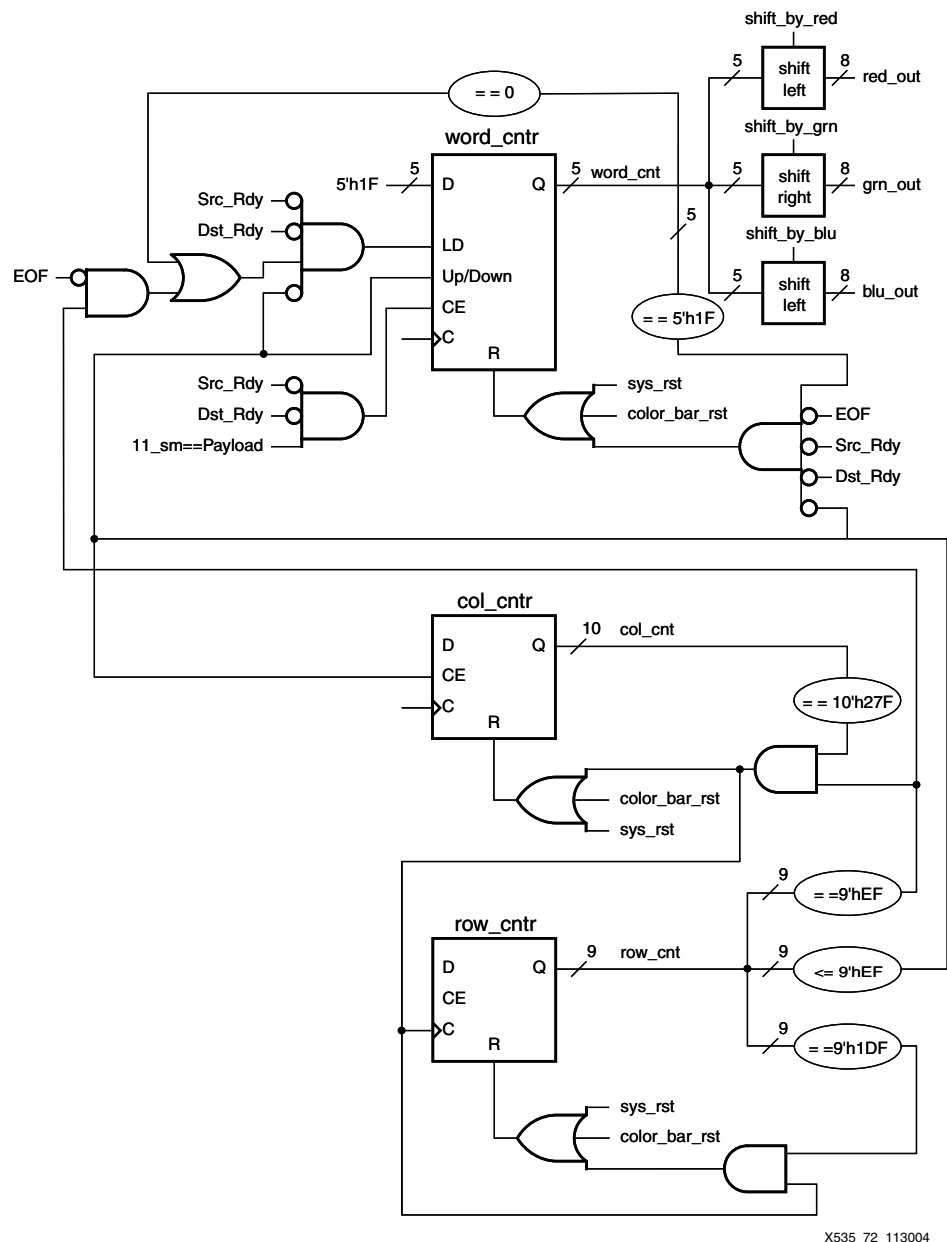 shift_by_red
5
shift
left
8
red_out
= = 0
word_cntr
shift_by_grn
5'h1F
5
D
Q
5
word_cnt
5
shift
right
8
grn_out
Src_Rdy
Dst_Rdy
LD
5
shift_by_blu
EOF
Up/Down
5
shift
left
8
blu_out
CE
= = 5'h1F
C
R
Src_Rdy
Dst_Rdy
11_sm==Payload
sys_rst
color_bar_rst
EOF
Src_Rdy
Dst_Rdy
col_cntr
D
Q
10
col_cnt
CE
C
R
= = 10'h27F
color_bar_rst
sys_rst
9
= =9'hEF
row_cntr
D
Q
9
row_cnt
9
<= 9'hEF
CE
C
R
9
= =9'h1DF
sys_rst
color_bar_rst
X535_72_113004